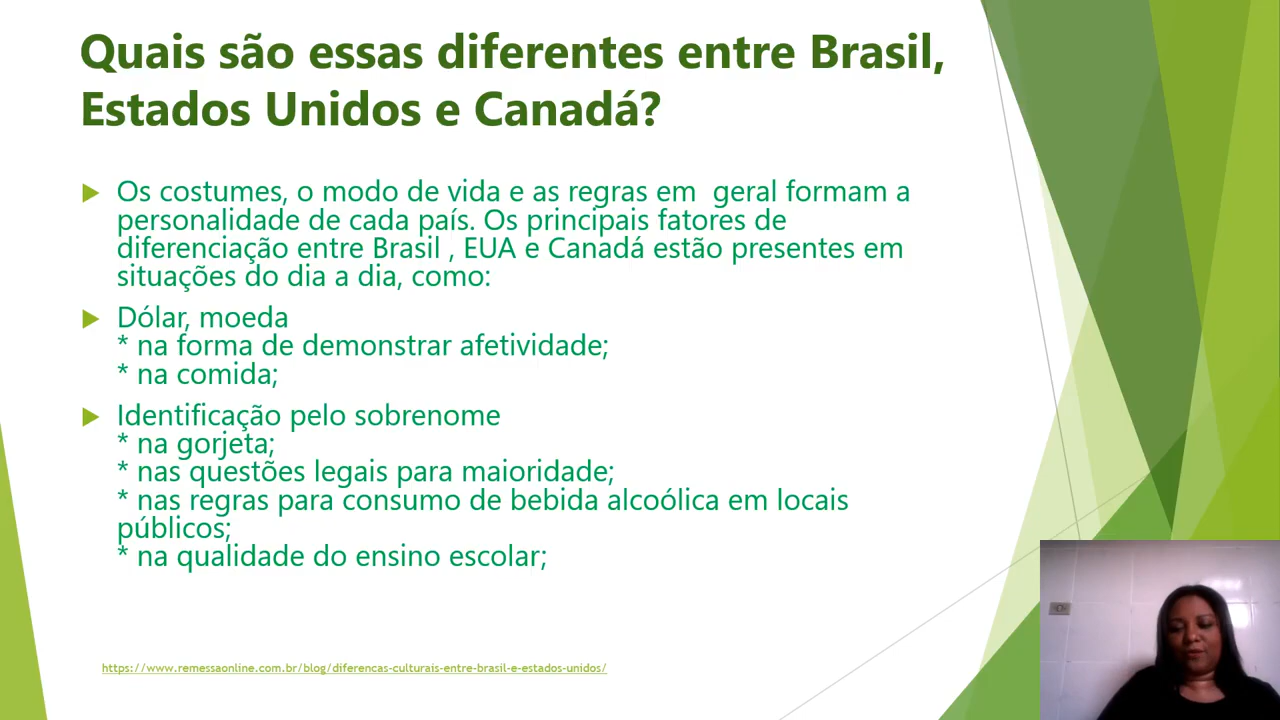 Quais são essas diferentes entre Brasil,
Estados Unidos e Canadá?
Os costumes, o modo de vida e as regras em  geral formam a
personalidade de cada país. Os principais fatores de
diferenciação entre Brasil , EUA e Canadá estão presentes em
situações do dia a dia, como:
Dólar, moeda
* na forma de demonstrar afetividade;
* na comida;
Identificação pelo sobrenome
* na gorjeta;
* nas questões legais para maioridade;
* nas regras para consumo de bebida alcoólica em locais
públicos;
* na qualidade do ensino escolar;
https://www.remessaonline.com.br/blog/diferencas-culturais-entre-brasil-e-estados-unidos/